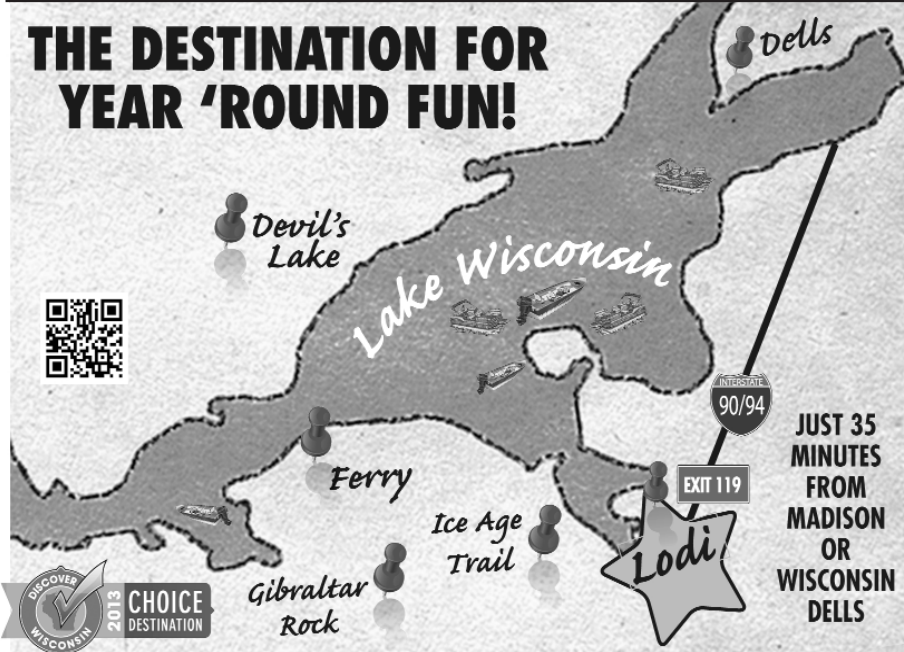 THE DESTINATION FOR
YEAR ‘ROUND FUN!
Dells
Devil's
Lake
Lake Wisconsin
INTERSTATE
90/94
JUST 35
MINUTES
FROM
MADISON
OR
WISCONSIN
DELLS
EXIT 119
Ferry
Ice Age
Trail
Lodi
Gibraltar
Rock
DISCOVER
WISCONSIN
2013
CHOICE
DESTINATION